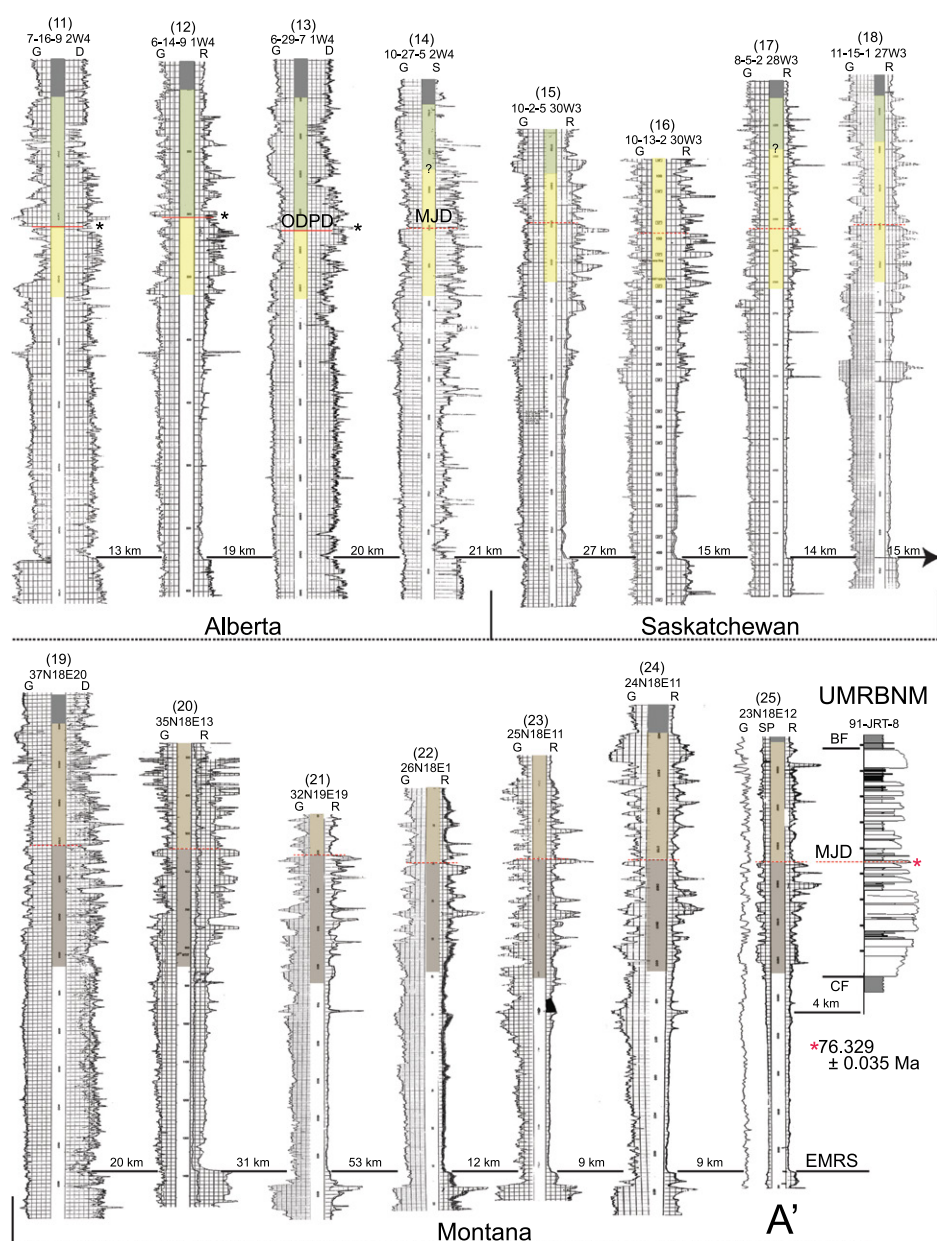 (11)
7-16-9 2W4
G D
(12)
6-14-9 1W4
G R
(13)
6-29-7 1W4
G D
(14)
10-27-5 2W4
G S
(15)
10-2-5 30W3
G R
(16)
10-13-2 30W3
G R
(17)
8-5-2 28W3
G R
(18)
11-15-1 27W3
G R
*
*
ODPD *
?
MJD
?
13 km
19 km
20 km
21 km
27 km
15 km
14 km
15 km
Alberta
Saskatchewan
(19)
37N18E20
G D
(20)
35N18E13
G R
(21)
32N19E19
G R
(22)
26N18E1
G R
(23)
25N18E11
G R
(24)
24N18E11
G R
(25)
23N18E12
G SP R
UMRBNM
91-JRT-8
BF
MJD
*
CF
4 km
*76.329
± 0.035 Ma
20 km
31 km
53 km
12 km
9 km
9 km
EMRS
Montana
A'